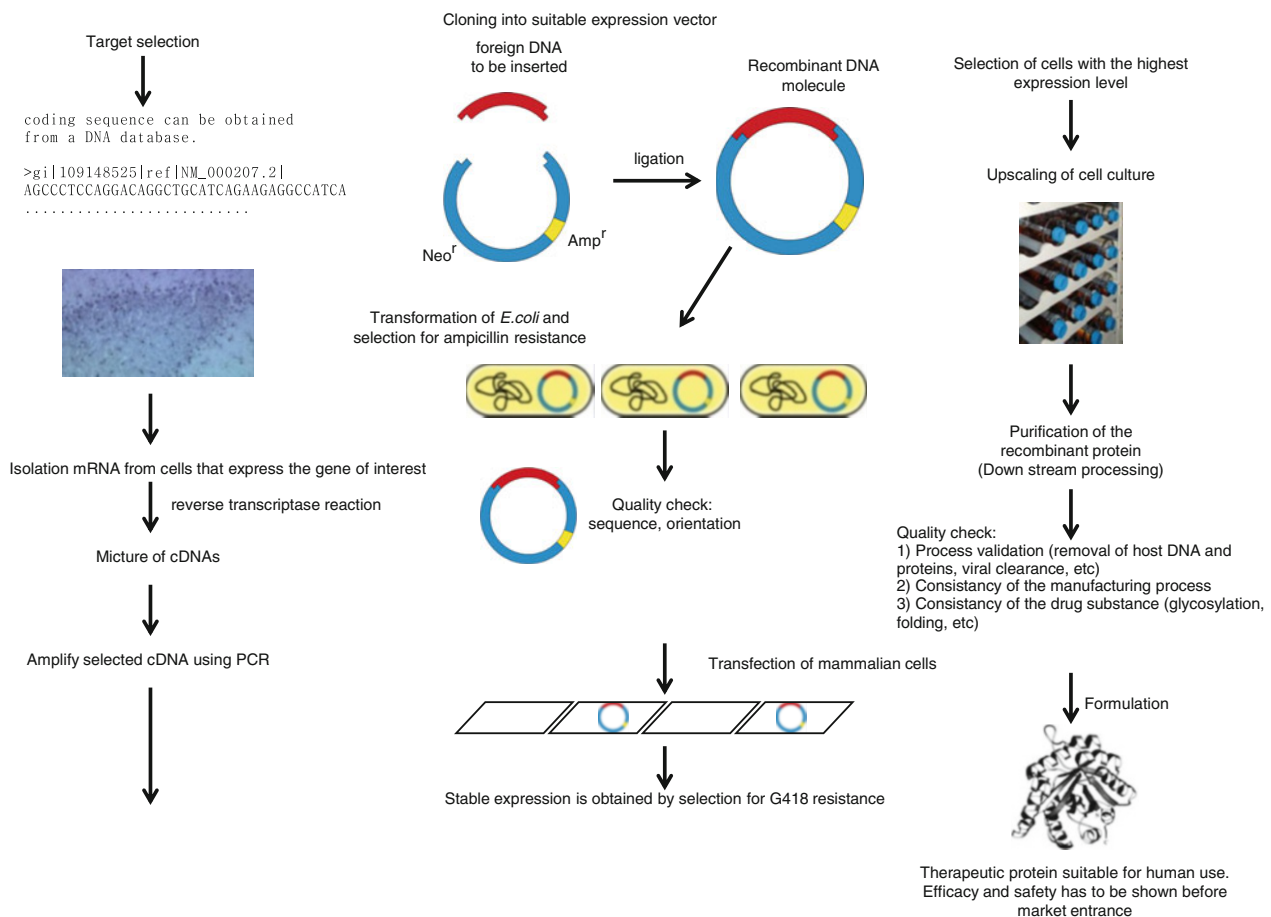 Target selection
coding sequence can be obtained
from a DNA database.
>gi|109148525|ref|NM_000207.2|
AGCCCTCCAGGACAGGCTGCATCAGAAGAGGCCATCA
..........................
Isolation mRNA from cells that express the gene of interest
reverse transcriptase reaction
Micture of cDNAs
Amplify selected cDNA using PCR
Cloning into suitable expression vector
foreign DNA
to be inserted
Neoʳ
Ampʳ
ligation
Recombinant DNA
molecule
Transformation of E.coli and
selection for ampicillin resistance
Quality check:
sequence, orientation
Transfection of mammalian cells
Stable expression is obtained by selection for G418 resistance
Selection of cells with the highest
expression level
Upscaling of cell culture
Purification of the
recombinant protein
(Down stream processing)
Quality check:
1) Process validation (removal of host DNA and
proteins, viral clearance, etc)
2) Consistancy of the manufacturing process
3) Consistancy of the drug substance (glycosylation,
folding, etc)
Formulation
Therapeutic protein suitable for human use.
Efficacy and safety has to be shown before
market entrance